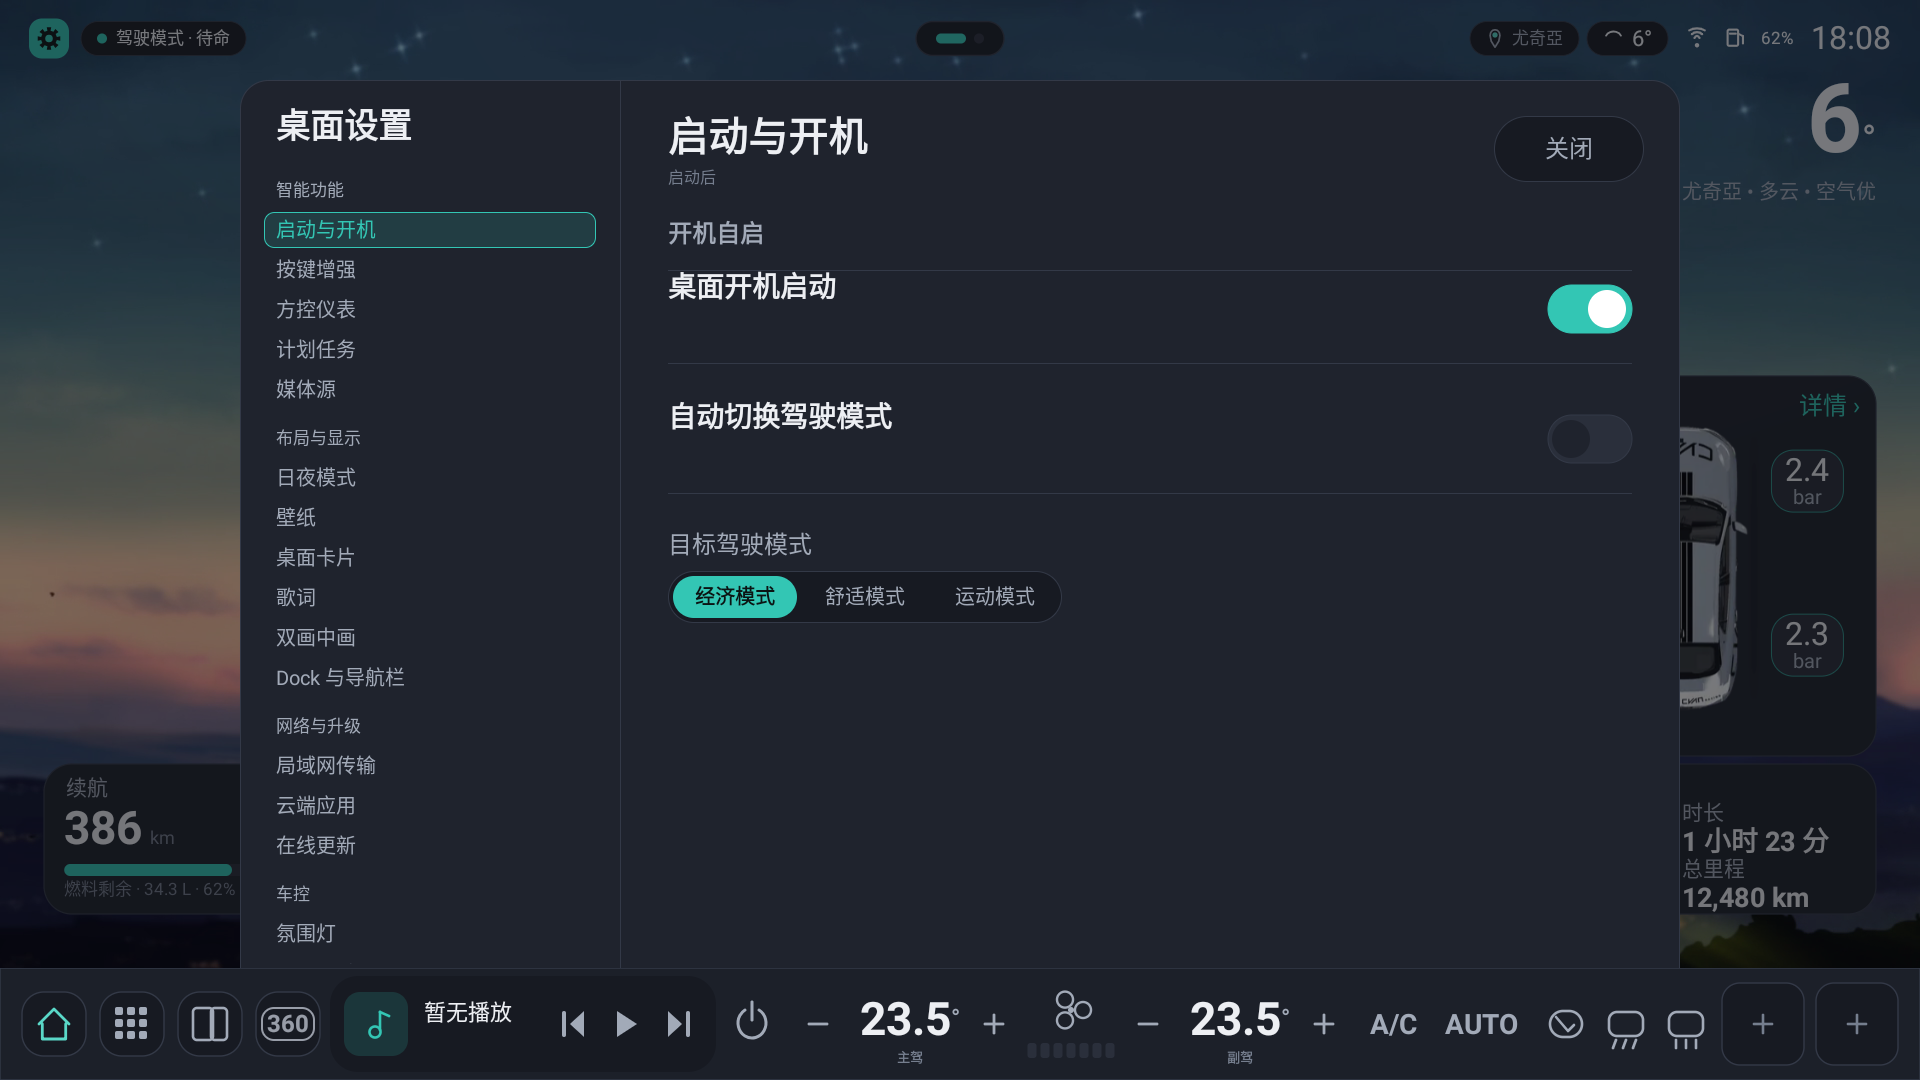 驾驶模式 · 待命
尤奇亞
6°
62%
18:08
6°
尤奇亞 • 多云 • 空气优
桌面设置
智能功能
启动与开机
按键增强
方控仪表
计划任务
媒体源
布局与显示
日夜模式
壁纸
桌面卡片
歌词
双画中画
Dock 与导航栏
网络与升级
局域网传输
云端应用
在线更新
车控
氛围灯
启动与开机
启动后
关闭
开机自启
桌面开机启动
自动切换驾驶模式
目标驾驶模式
经济模式
舒适模式
运动模式
详情 ›
2.4
bar
2.3
bar
续航
386 km
燃料剩余 · 34.3 L · 62%
时长
1 小时 23 分
总里程
12,480 km
360
暂无播放
− 23.5° +
主驾
− 23.5° +
副驾
A/C
AUTO
+
+